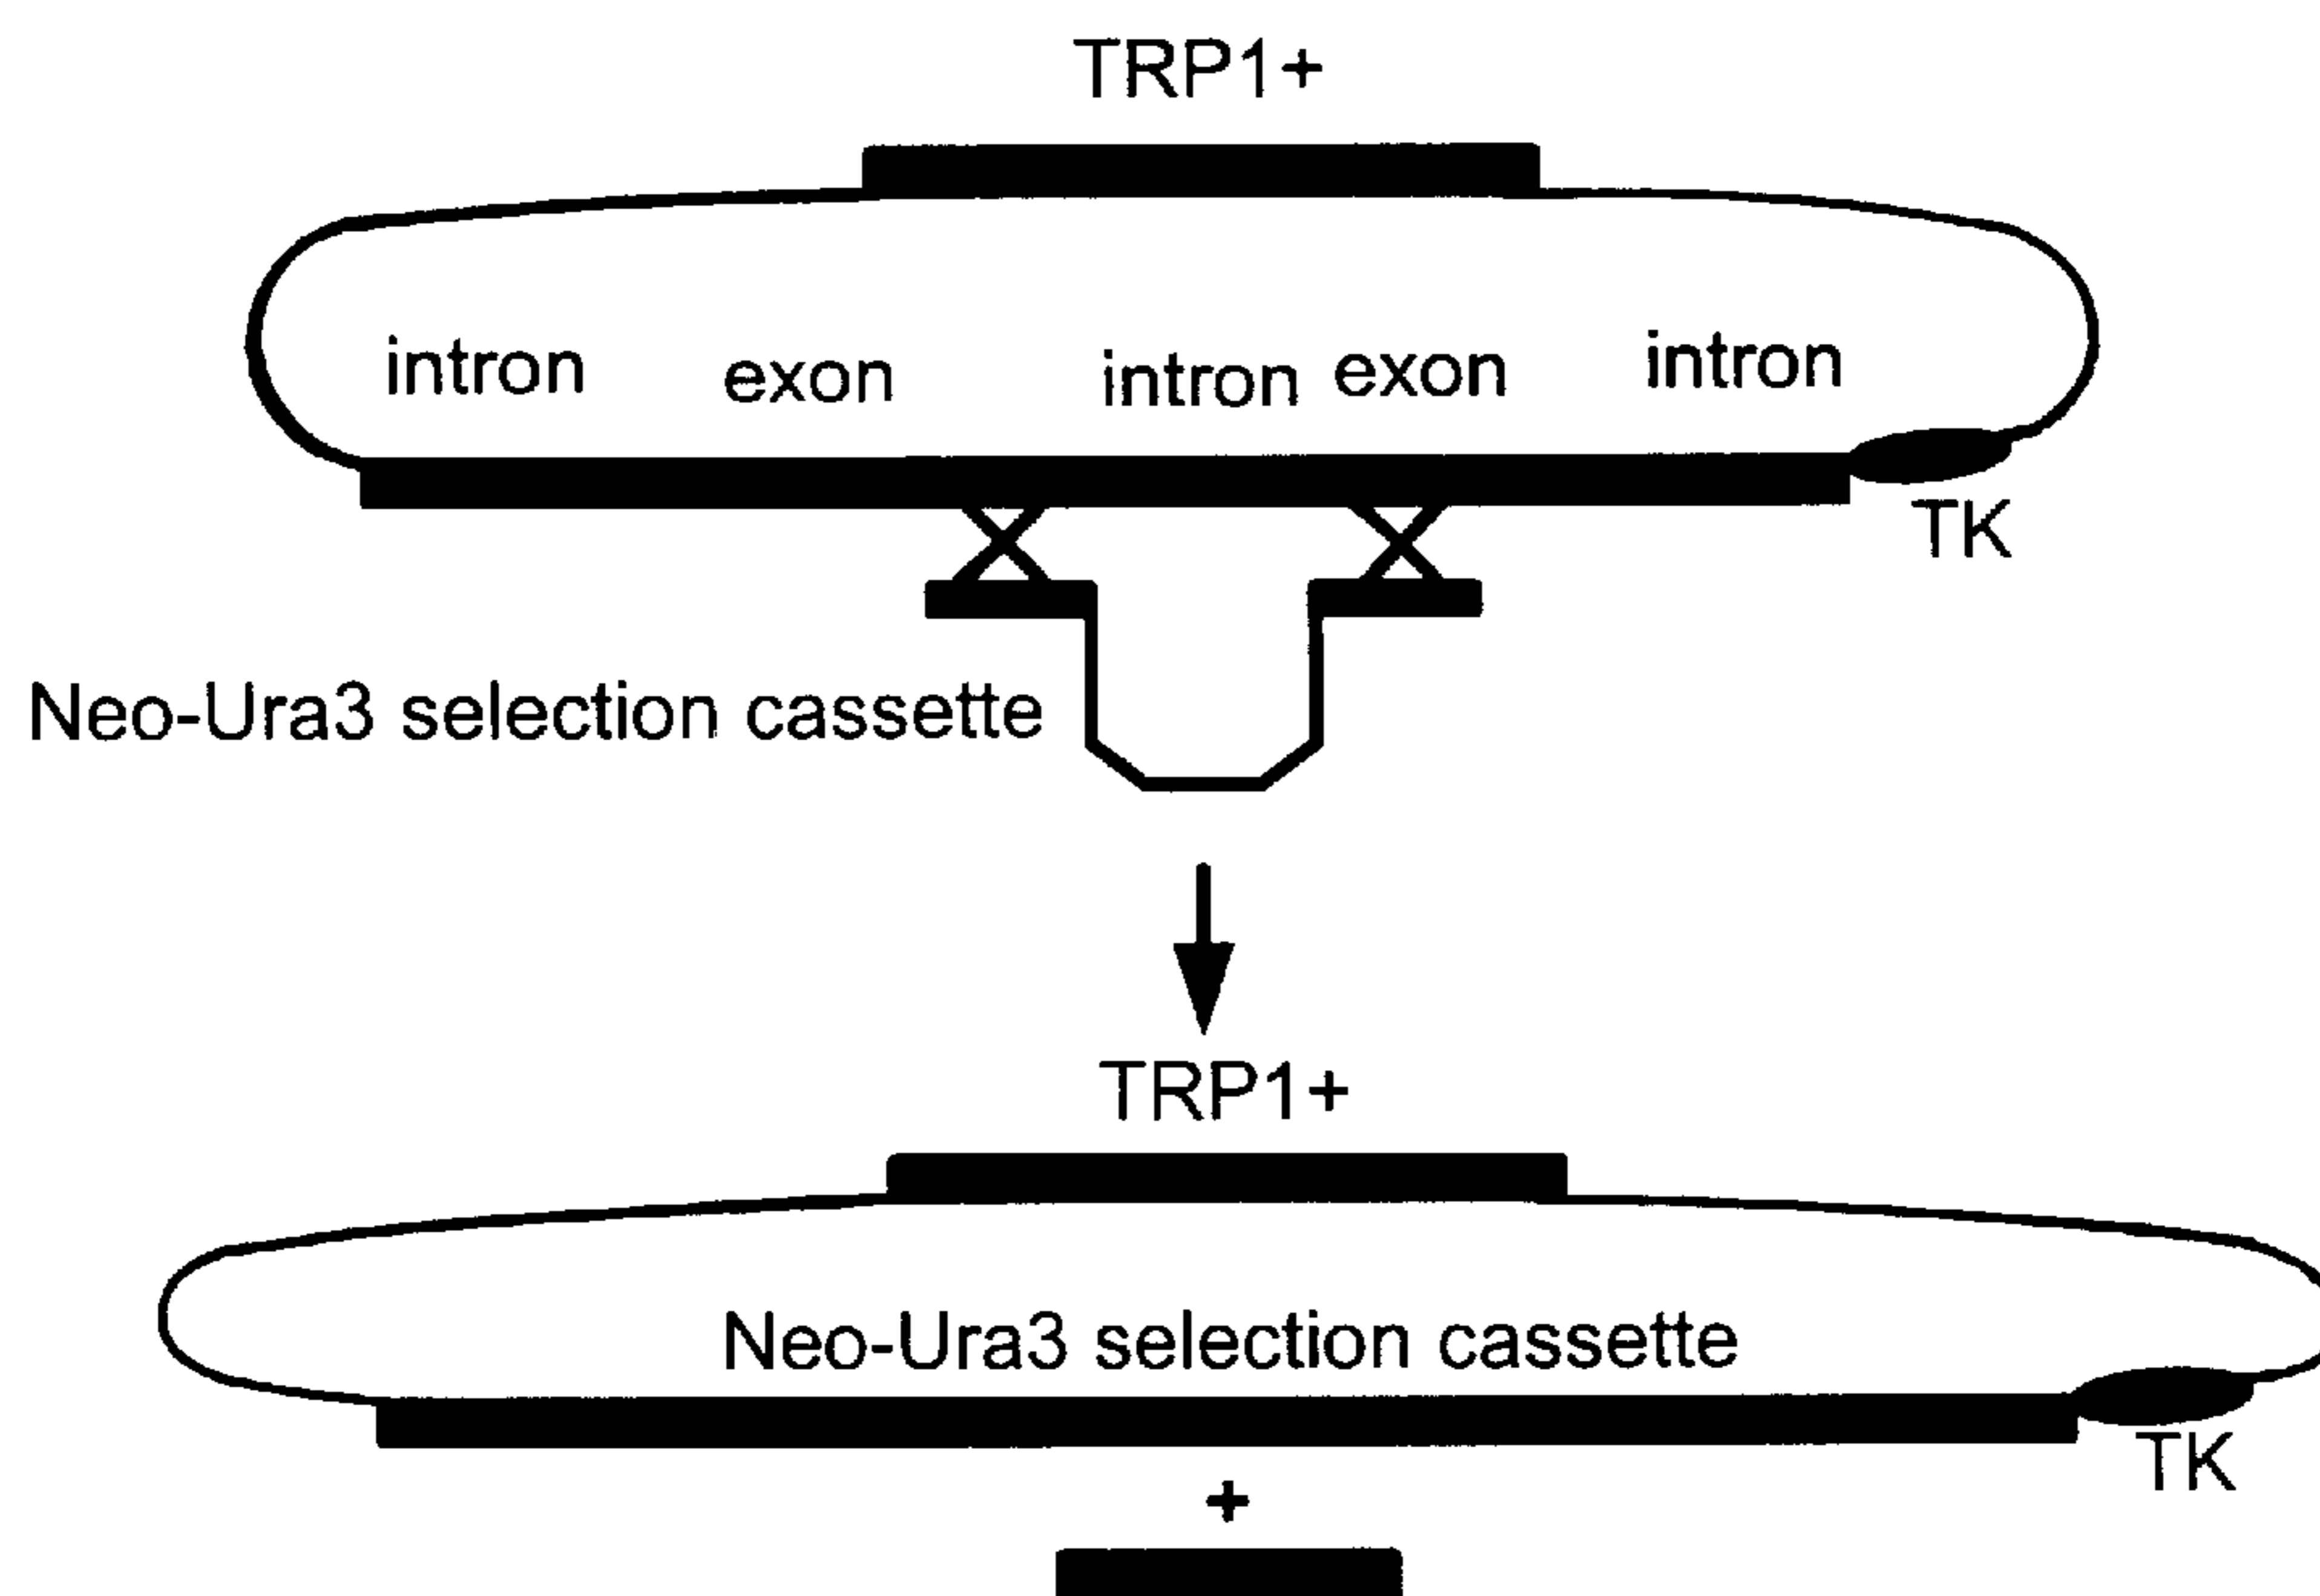 TRP1+
intron exon intron exon intron
TK
Neo-Ura3 selection cassette
TRP1+
Neo-Ura3 selection cassette
TK
+